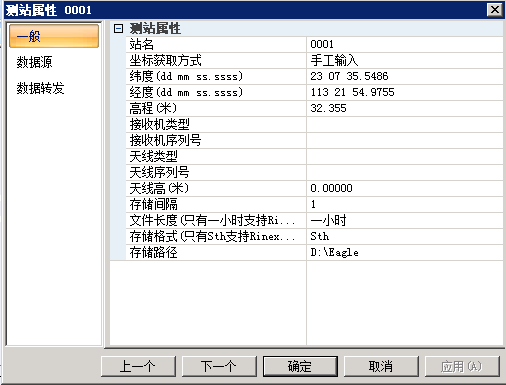 测站属性 0001
一般
数据源
数据转发
测站属性
站名 0001
坐标获取方式 手工输入
纬度(dd mm ss.ssss) 23 07 35.5486
经度(dd mm ss.ssss) 113 21 54.9755
高程(米) 32.355
接收机类型
接收机序列号
天线类型
天线序列号
天线高(米) 0.00000
存储间隔 1
文件长度(只有一小时支持Ri... 一小时
存储格式(只有Sth支持Rinex... Sth
存储路径 D:\Eagle
上一个 下一个 确定 取消 应用(A)